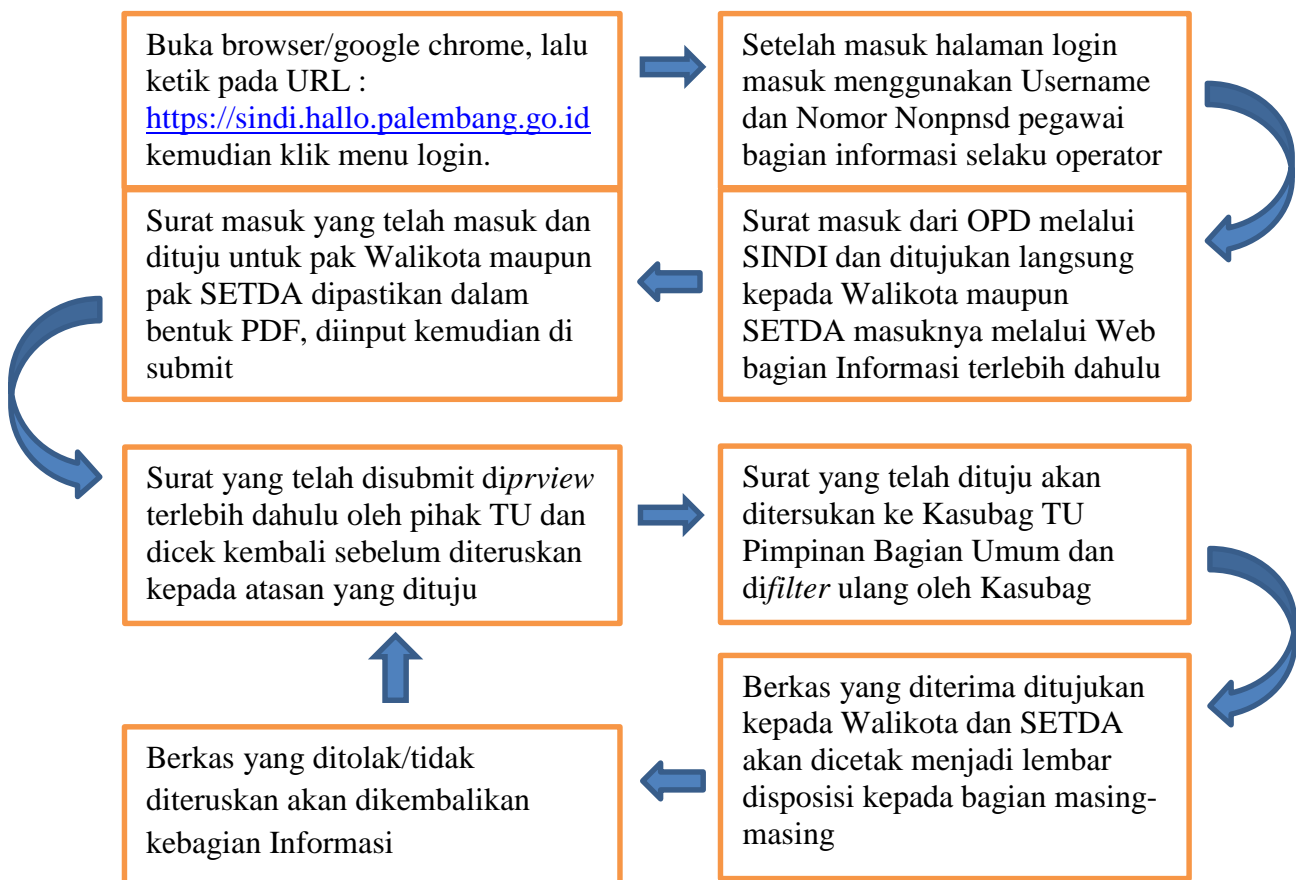 Buka browser/google chrome, lalu
ketik pada URL :
https://sindi.hallo.palembang.go.id
kemudian klik menu login.
Setelah masuk halaman login
masuk menggunakan Username
dan Nomor Nonpnsd pegawai
bagian informasi selaku operator
Surat masuk dari OPD melalui
SINDI dan ditujukan langsung
kepada Walikota maupun
SETDA masuknya melalui Web
bagian Informasi terlebih dahulu
Surat masuk yang telah masuk dan
dituju untuk pak Walikota maupun
pak SETDA dipastikan dalam
bentuk PDF, diinput kemudian di
submit
Surat yang telah disubmit diprview
terlebih dahulu oleh pihak TU dan
dicek kembali sebelum diteruskan
kepada atasan yang dituju
Surat yang telah dituju akan
ditersukan ke Kasubag TU
Pimpinan Bagian Umum dan
difilter ulang oleh Kasubag
Berkas yang diterima ditujukan
kepada Walikota dan SETDA
akan dicetak menjadi lembar
disposisi kepada bagian masing-
masing
Berkas yang ditolak/tidak
diteruskan akan dikembalikan
kebagian Informasi